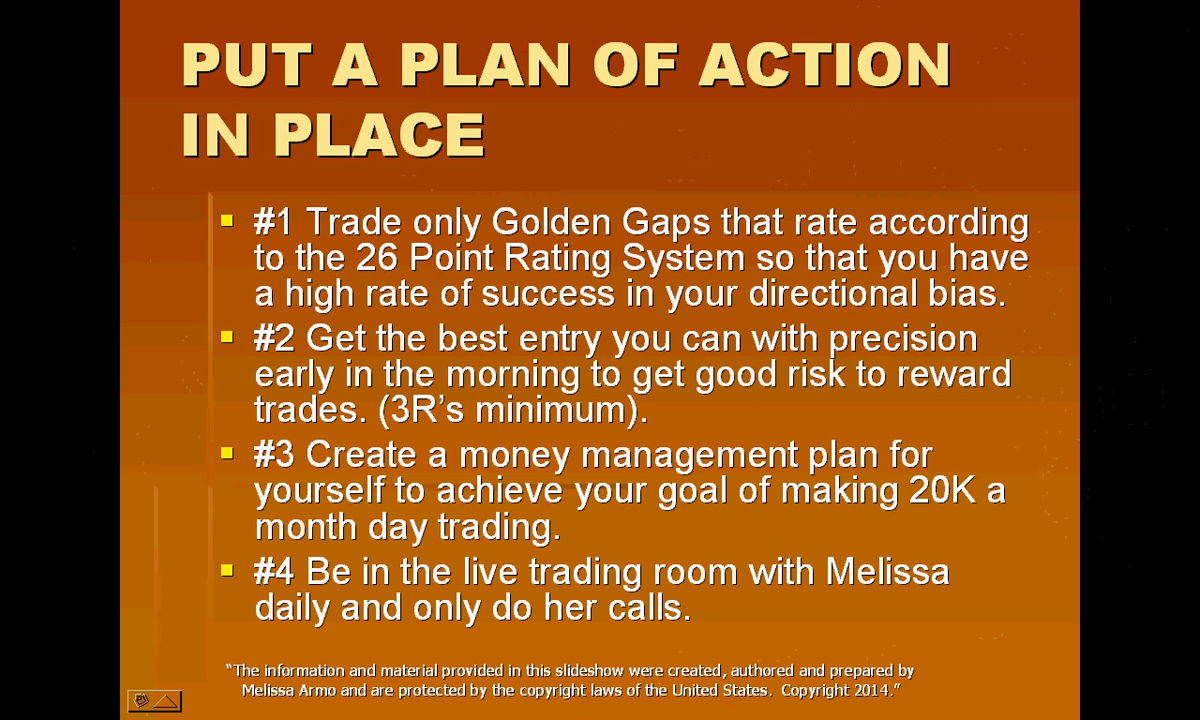 PUT A PLAN OF ACTION
IN PLACE
#1 Trade only Golden Gaps that rate according
to the 26 Point Rating System so that you have
a high rate of success in your directional bias.
#2 Get the best entry you can with precision
early in the morning to get good risk to reward
trades. (3R’s minimum).
#3 Create a money management plan for
yourself to achieve your goal of making 20K a
month day trading.
#4 Be in the live trading room with Melissa
daily and only do her calls.
“The information and material provided in this slideshow were created, authored and prepared by
Melissa Armo and are protected by the copyright laws of the United States. Copyright 2014.”